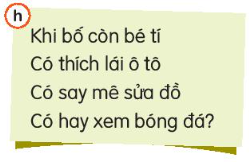 h
Khi bố còn bé tí
Có thích lái ô tô
Có say mê sửa đồ
Có hay xem bóng đá?